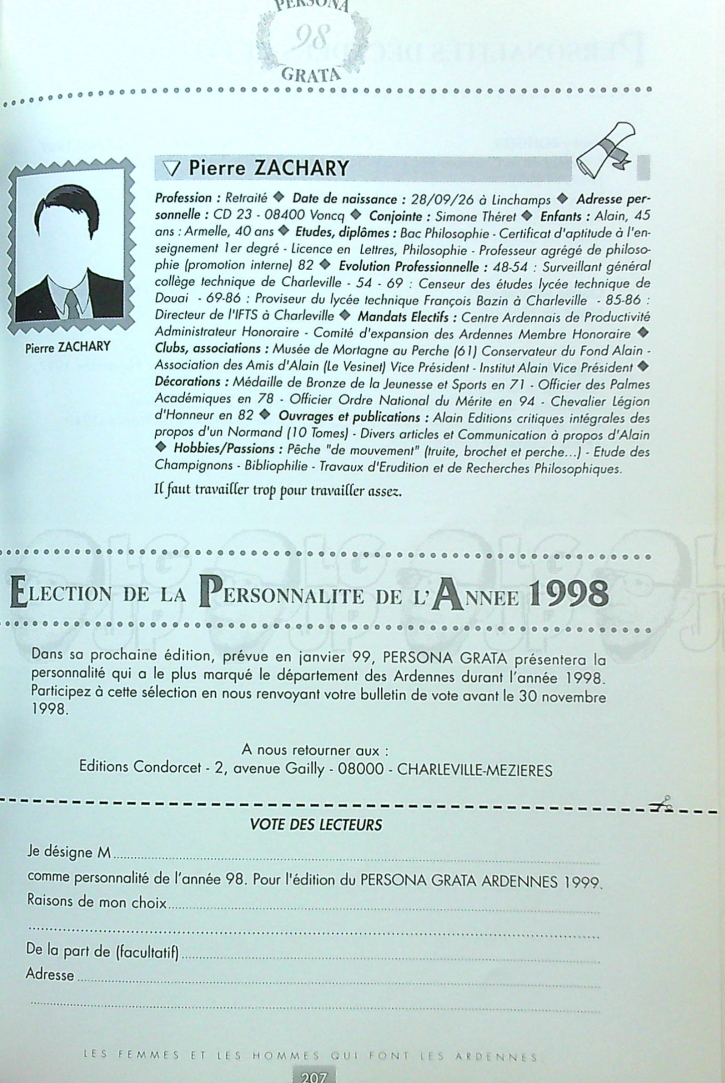 PERSONA
98
GRATA
▽ Pierre ZACHARY
Profession : Retraité ◆ Date de naissance : 28/09/26 à Linchamps ◆ Adresse per-
sonnelle : CD 23 - 08400 Voncq ◆ Conjointe : Simone Théret ◆ Enfants : Alain, 45
ans : Armelle, 40 ans ◆ Etudes, diplômes : Bac Philosophie - Certificat d'aptitude à l'en-
seignement 1er degré - Licence en Lettres, Philosophie - Professeur agrégé de philoso-
phie (promotion interne) 82 ◆ Evolution Professionnelle : 48-54 : Surveillant général
collège technique de Charleville - 54 - 69 : Censeur des études lycée technique de
Douai - 69-86 : Proviseur du lycée technique François Bazin à Charleville - 85-86 :
Directeur de l'IFTS à Charleville ◆ Mandats Electifs : Centre Ardennais de Productivité
Administrateur Honoraire - Comité d'expansion des Ardennes Membre Honoraire ◆
Clubs, associations : Musée de Mortagne au Perche (61) Conservateur du Fond Alain -
Association des Amis d'Alain (Le Vesinet) Vice Président - Institut Alain Vice Président ◆
Décorations : Médaille de Bronze de la Jeunesse et Sports en 71 - Officier des Palmes
Académiques en 78 - Officier Ordre National du Mérite en 94 - Chevalier Légion
d'Honneur en 82 ◆ Ouvrages et publications : Alain Editions critiques intégrales des
propos d'un Normand (10 Tomes) - Divers articles et Communication à propos d'Alain
◆ Hobbies/Passions : Pêche "de mouvement" (truite, brochet et perche...) - Etude des
Champignons - Bibliophilie - Travaux d'Erudition et de Recherches Philosophiques.
Il faut travailler trop pour travailler assez.
Pierre ZACHARY
ELECTION DE LA PERSONNALITE DE L'ANNEE 1998
Dans sa prochaine édition, prévue en janvier 99, PERSONA GRATA présentera la
personnalité qui a le plus marqué le département des Ardennes durant l'année 1998.
Participez à cette sélection en nous renvoyant votre bulletin de vote avant le 30 novembre
1998.
A nous retourner aux :
Editions Condorcet - 2, avenue Gailly - 08000 - CHARLEVILLE-MEZIERES
VOTE DES LECTEURS
Je désigne M
comme personnalité de l'année 98. Pour l'édition du PERSONA GRATA ARDENNES 1999.
Raisons de mon choix
De la part de (facultatif)
Adresse
LES FEMMES ET LES HOMMES QUI FONT LES ARDENNES
207